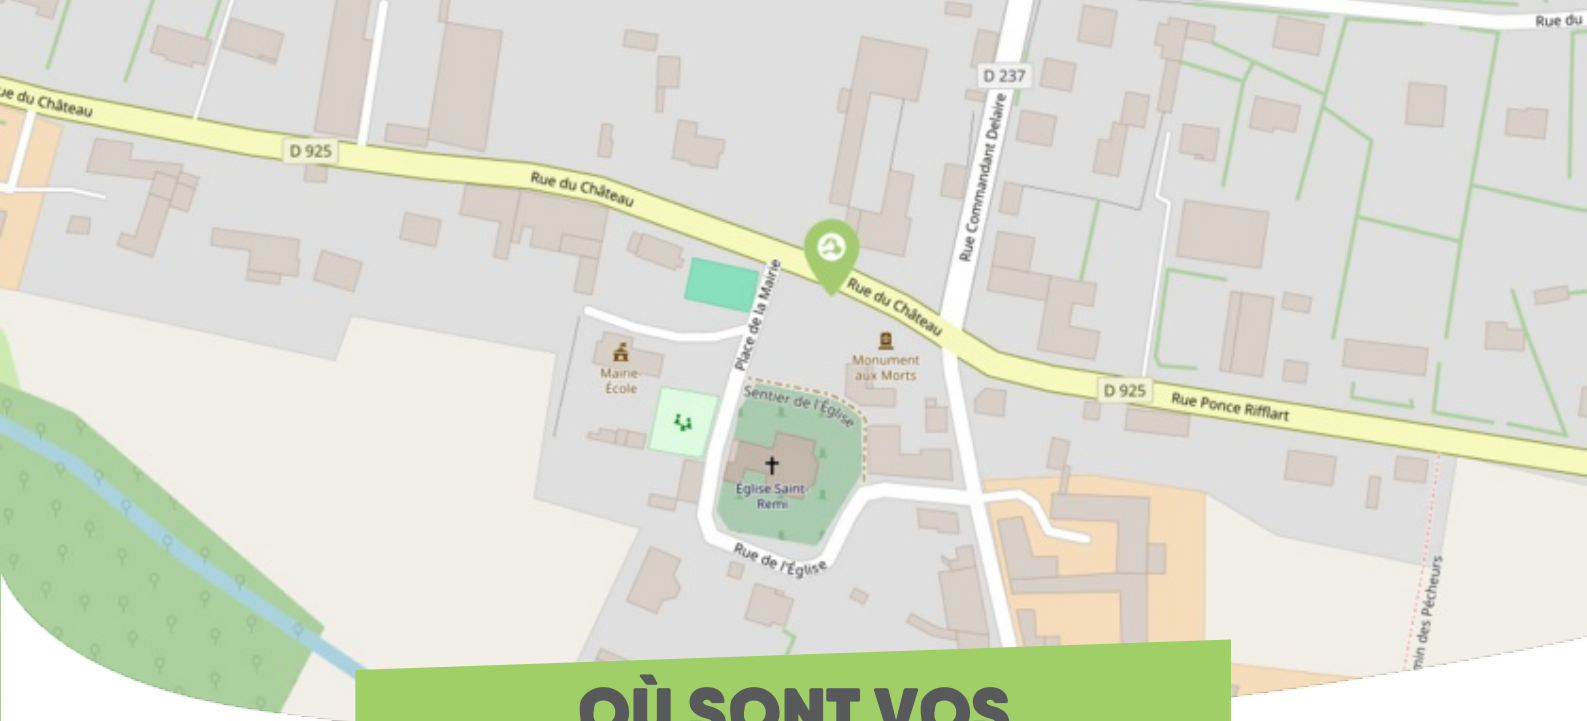 Rue du
D 237
ue du Château
D 925
Rue du Château
Rue Commandant Delaire
Place de la Mairie
Rue du Château
Monument
aux Morts
Mairie-
École
D 925
Rue Ponce Rifflart
Sentier de l'Église
Église Saint-
Remi
Rue de l'Église
min des Pécheurs
OÙ SONT VOS